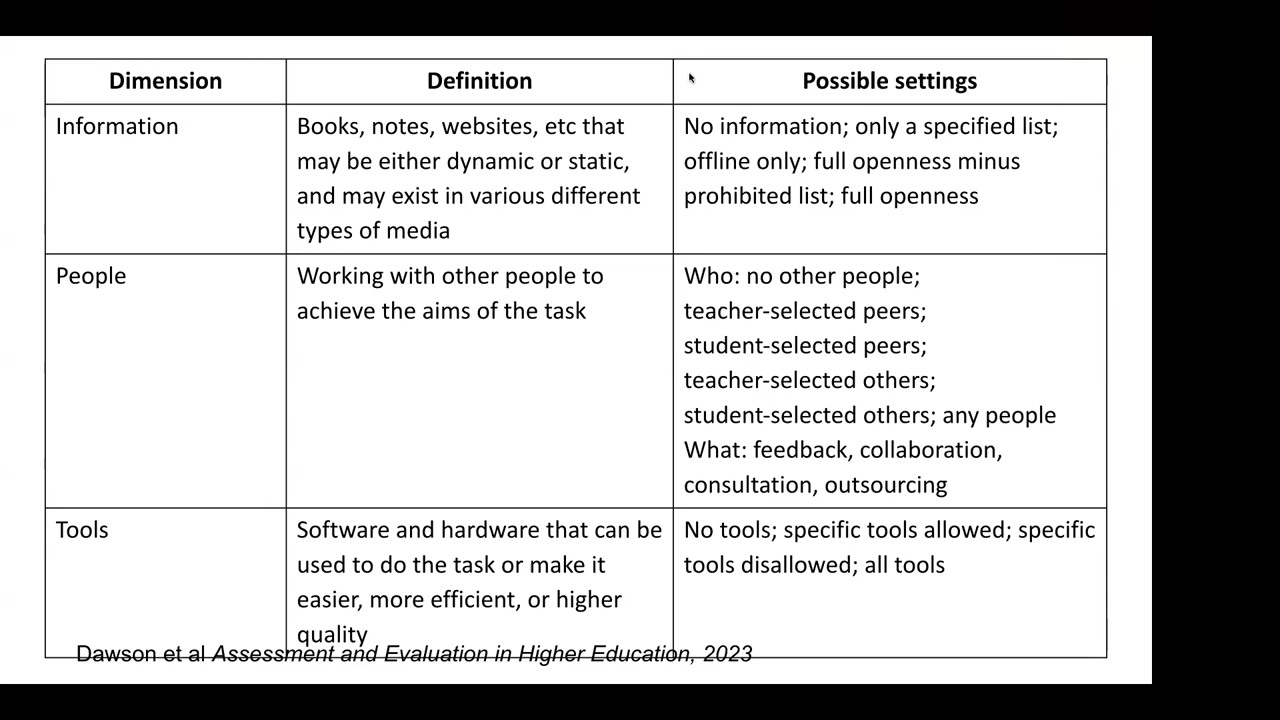 Dimension Definition Possible settings
Information
Books, notes, websites, etc that
may be either dynamic or static,
and may exist in various different
types of media
No information; only a specified list;
offline only; full openness minus
prohibited list; full openness
People
Working with other people to
achieve the aims of the task
Who: no other people;
teacher-selected peers;
student-selected peers;
teacher-selected others;
student-selected others; any people
What: feedback, collaboration,
consultation, outsourcing
Tools
Software and hardware that can be
used to do the task or make it
easier, more efficient, or higher
quality
No tools; specific tools allowed; specific
tools disallowed; all tools
Dawson et al Assessment and Evaluation in Higher Education, 2023